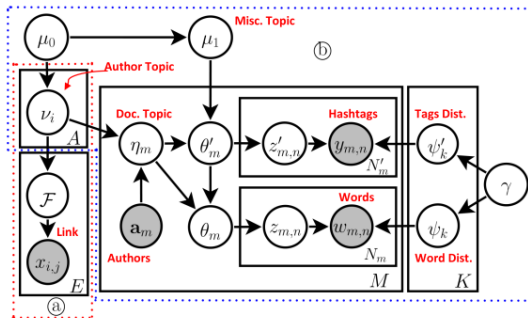 Misc. Topic
μ₀
μ₁
ⓑ
Author Topic
Doc. Topic
Hashtags
Tags Dist.
νᵢ
A
ηₘ
θ′ₘ
z′ₘ,ₙ
yₘ,ₙ
N′ₘ
ψ′ₖ
γ
Words
ℱ
Link
aₘ
θₘ
zₘ,ₙ
wₘ,ₙ
ψₖ
Authors
Nₘ
Word Dist.
xᵢ,ⱼ
E
M
K
ⓐ